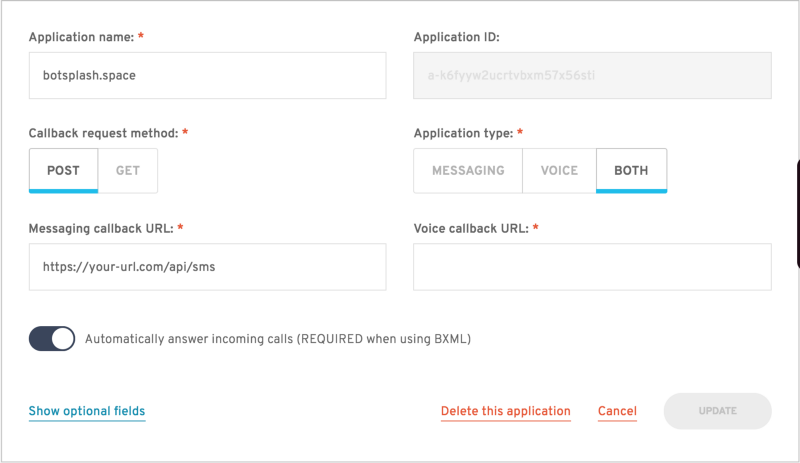 Application name: *
Application ID:
botsplash.space
a-k6fyyw2ucrtvbxm57x56sti
Callback request method: *
Application type: *
POST GET
MESSAGING VOICE BOTH
Messaging callback URL: *
Voice callback URL: *
https://your-url.com/api/sms
Automatically answer incoming calls (REQUIRED when using BXML)
Show optional fields
Delete this application
Cancel
UPDATE